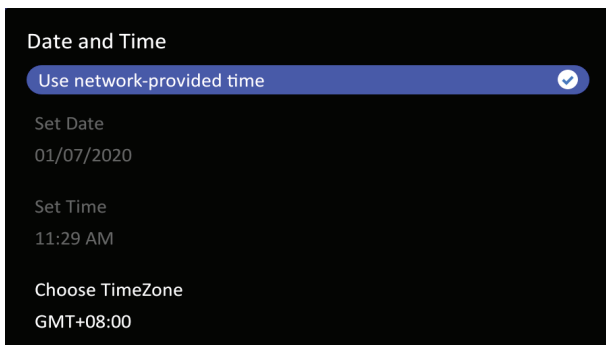 Date and Time
Use network-provided time
Set Date
01/07/2020
Set Time
11:29 AM
Choose TimeZone
GMT+08:00